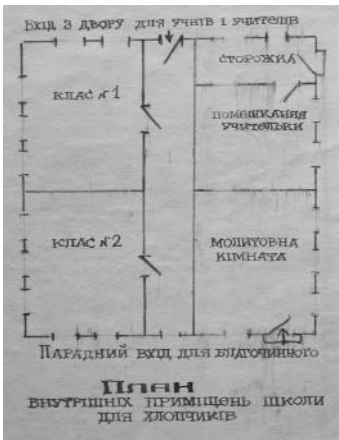 ВХІД З ДВОРУ ДЛЯ УЧНІВ І УЧИТЕЛІВ
СТОРОЖКА
КЛАС №1
ПОМЕШКАННЯ
УЧИТЕЛЬКИ
КЛАС №2
МОЛИТОВНА
КІМНАТА
ПАРАДНИЙ ВХІД ДЛЯ БЛАГОЧИННОГО
ПЛАН
ВНУТРІШНІХ ПРИМІЩЕНЬ ШКОЛИ
ДЛЯ ХЛОПЧИКІВ